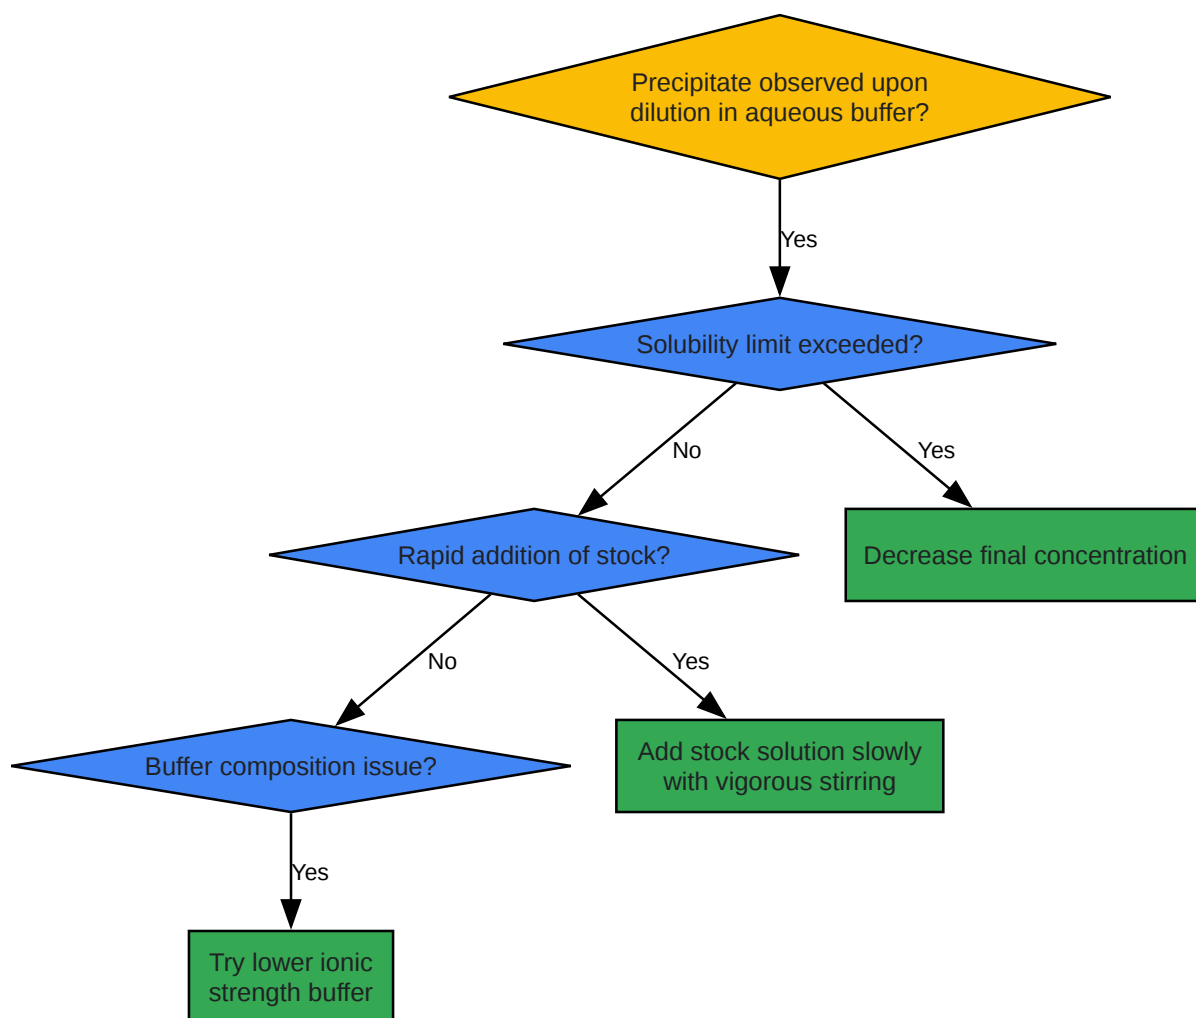 Precipitate observed upon
dilution in aqueous buffer?
Yes
Solubility limit exceeded?
No
Yes
Rapid addition of stock?
Decrease final concentration
No
Yes
Buffer composition issue?
Add stock solution slowly
with vigorous stirring
Yes
Try lower ionic
strength buffer